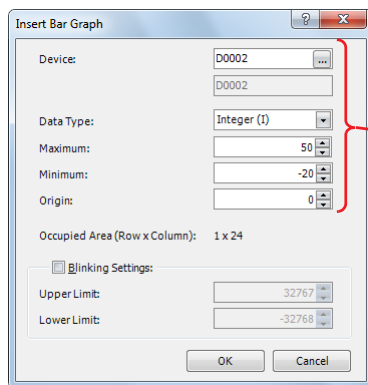 Insert Bar Graph
Device: D0002 ...
D0002
Data Type: Integer (I)
Maximum: 50
Minimum: -20
Origin: 0
Occupied Area (Row x Column): 1 x 24
Blinking Settings:
Upper Limit: 32767
Lower Limit: -32768
OK Cancel